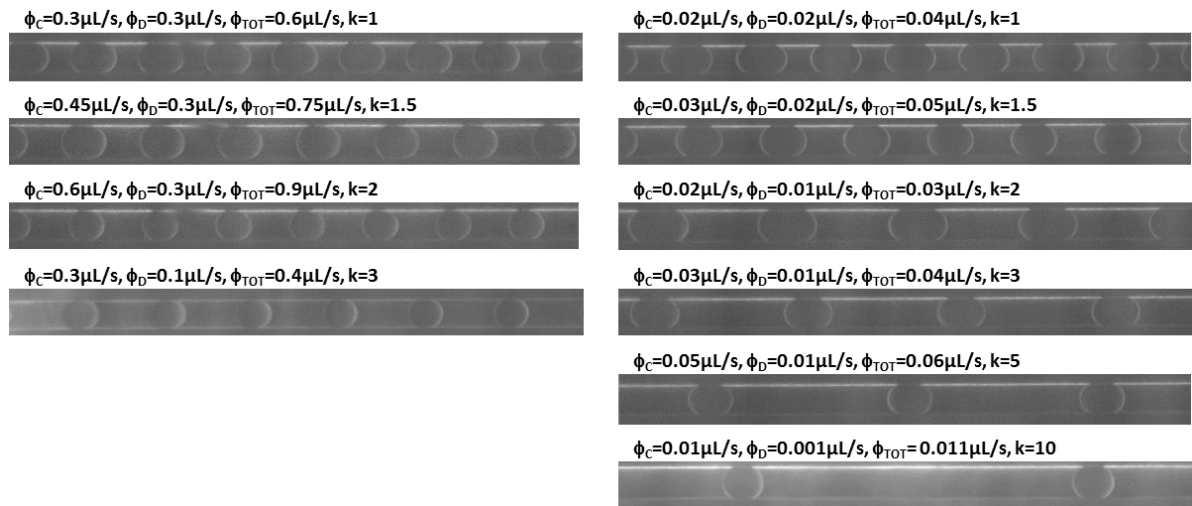 ϕC=0.3µL/s, ϕD=0.3µL/s, ϕTOT=0.6µL/s, k=1
ϕC=0.45µL/s, ϕD=0.3µL/s, ϕTOT=0.75µL/s, k=1.5
ϕC=0.6µL/s, ϕD=0.3µL/s, ϕTOT=0.9µL/s, k=2
ϕC=0.3µL/s, ϕD=0.1µL/s, ϕTOT=0.4µL/s, k=3
ϕC=0.02µL/s, ϕD=0.02µL/s, ϕTOT=0.04µL/s, k=1
ϕC=0.03µL/s, ϕD=0.02µL/s, ϕTOT=0.05µL/s, k=1.5
ϕC=0.02µL/s, ϕD=0.01µL/s, ϕTOT=0.03µL/s, k=2
ϕC=0.03µL/s, ϕD=0.01µL/s, ϕTOT=0.04µL/s, k=3
ϕC=0.05µL/s, ϕD=0.01µL/s, ϕTOT=0.06µL/s, k=5
ϕC=0.01µL/s, ϕD=0.001µL/s, ϕTOT= 0.011µL/s, k=10